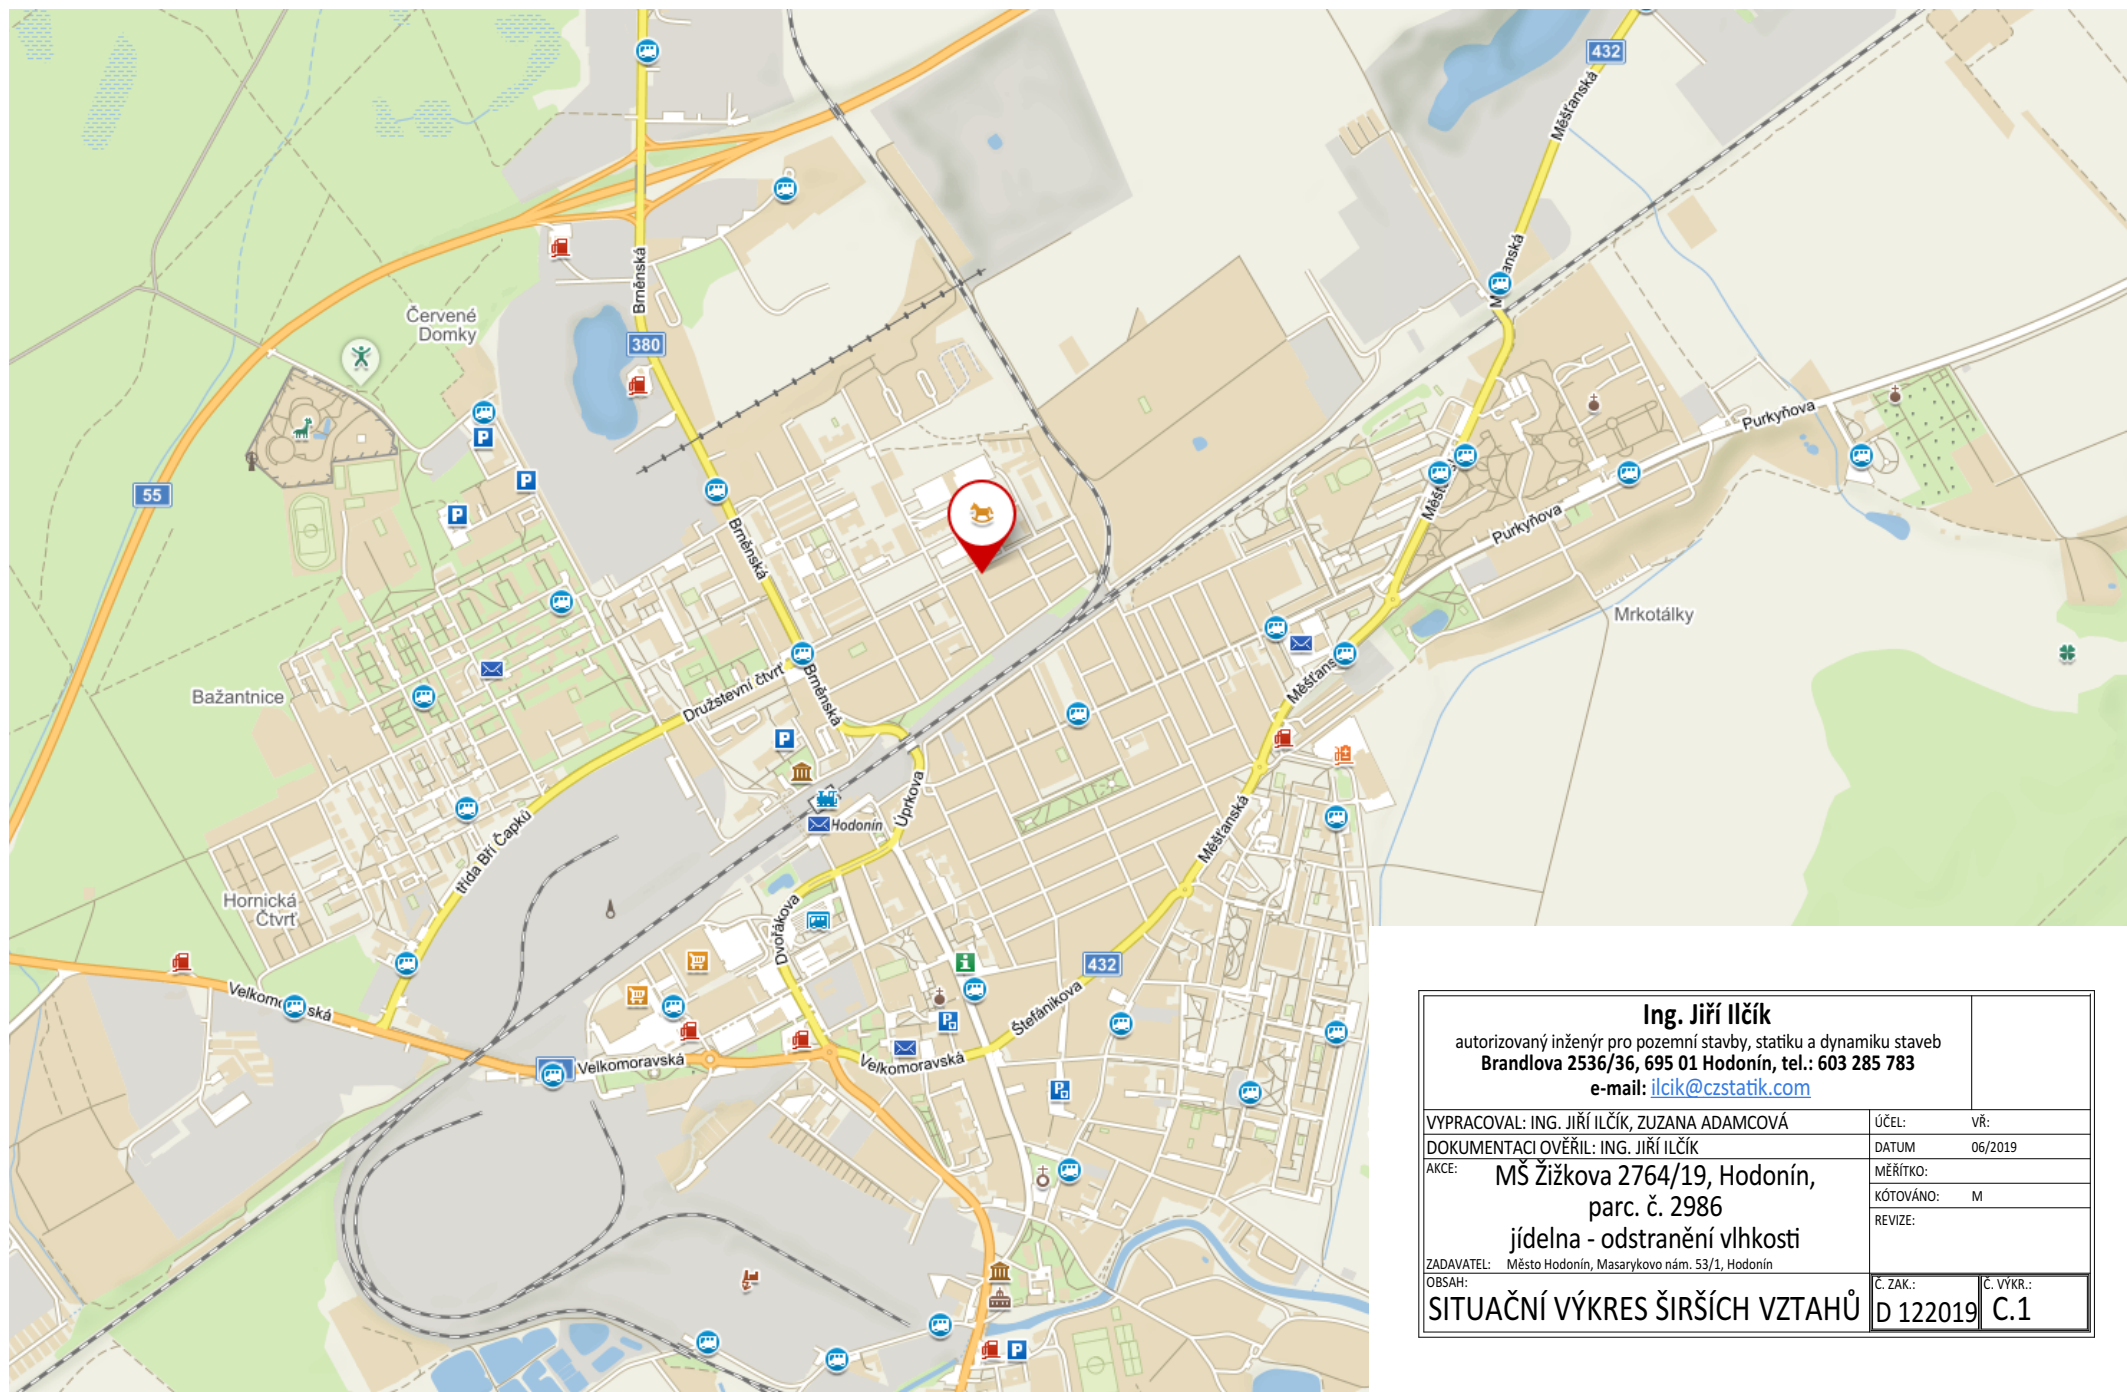 432
Měšťanská
Brněnská
Červené
Domky
380
Purkyňova
55
Brněnská
Purkyňova
Mrkotálky
Bažantnice
Družstevní čtvrť
Brněnská
Úprkova
Hodonín
Měšťanská
třída Bří Čapků
Hornická
Čtvrť
Dvořákova
432
Štefánikova
Velkomoravská
Velkomoravská
Ing. Jiří Ilčík
autorizovaný inženýr pro pozemní stavby, statiku a dynamiku staveb
Brandlova 2536/36, 695 01 Hodonín, tel.: 603 285 783
e-mail: ilcik@czstatik.com
VYPRACOVAL: ING. JIŘÍ ILČÍK, ZUZANA ADAMCOVÁ
ÚČEL: VŘ:
DOKUMENTACI OVĚŘIL: ING. JIŘÍ ILČÍK
DATUM 06/2019
AKCE: MŠ Žižkova 2764/19, Hodonín,
parc. č. 2986
jídelna - odstranění vlhkosti
MĚŘÍTKO:
KÓTOVÁNO: M
REVIZE:
ZADAVATEL: Město Hodonín, Masarykovo nám. 53/1, Hodonín
OBSAH:
SITUAČNÍ VÝKRES ŠIRŠÍCH VZTAHŮ
Č. ZAK.:
D 122019
Č. VÝKR.:
C.1